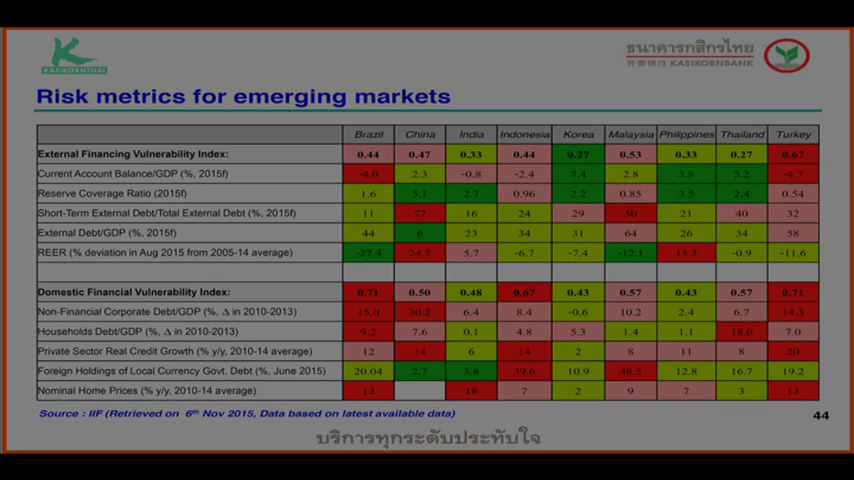 KASIKORNTHAI
ธนาคารกสิกรไทย
开泰银行 KASIKORNBANK
Risk metrics for emerging markets
Brazil China India Indonesia Korea Malaysia Philippines Thailand Turkey
External Financing Vulnerability Index: 0.44 0.47 0.33 0.44 0.27 0.53 0.33 0.27 0.67
Current Account Balance/GDP (%, 2015f) -4.0 2.3 -0.8 -2.4 7.4 2.8 3.8 5.2 -4.7
Reserve Coverage Ratio (2015f) 1.6 5.1 2.7 0.96 2.2 0.85 3.5 2.4 0.54
Short-Term External Debt/Total External Debt (%, 2015f) 11 77 16 24 29 50 21 40 32
External Debt/GDP (%, 2015f) 44 6 23 34 31 64 26 34 58
REER (% deviation in Aug 2015 from 2005-14 average) -27.4 24.7 5.7 -6.7 -7.4 -12.1 15.3 -0.9 -11.6
Domestic Financial Vulnerability Index: 0.71 0.50 0.48 0.67 0.43 0.57 0.43 0.57 0.71
Non-Financial Corporate Debt/GDP (%, Δ in 2010-2013) 15.0 30.2 6.4 8.4 -0.6 10.2 2.4 6.7 14.3
Households Debt/GDP (%, Δ in 2010-2013) 9.2 7.6 0.1 4.8 5.3 1.4 1.1 18.0 7.0
Private Sector Real Credit Growth (% y/y, 2010-14 average) 12 14 6 14 2 8 11 8 20
Foreign Holdings of Local Currency Govt. Debt (%, June 2015) 20.04 2.7 3.8 39.6 10.9 48.5 12.8 16.7 19.2
Nominal Home Prices (% y/y, 2010-14 average) 13 18 7 2 9 7 3 13
Source : IIF (Retrieved on 6th Nov 2015, Data based on latest available data)
44
บริการทุกระดับประทับใจ